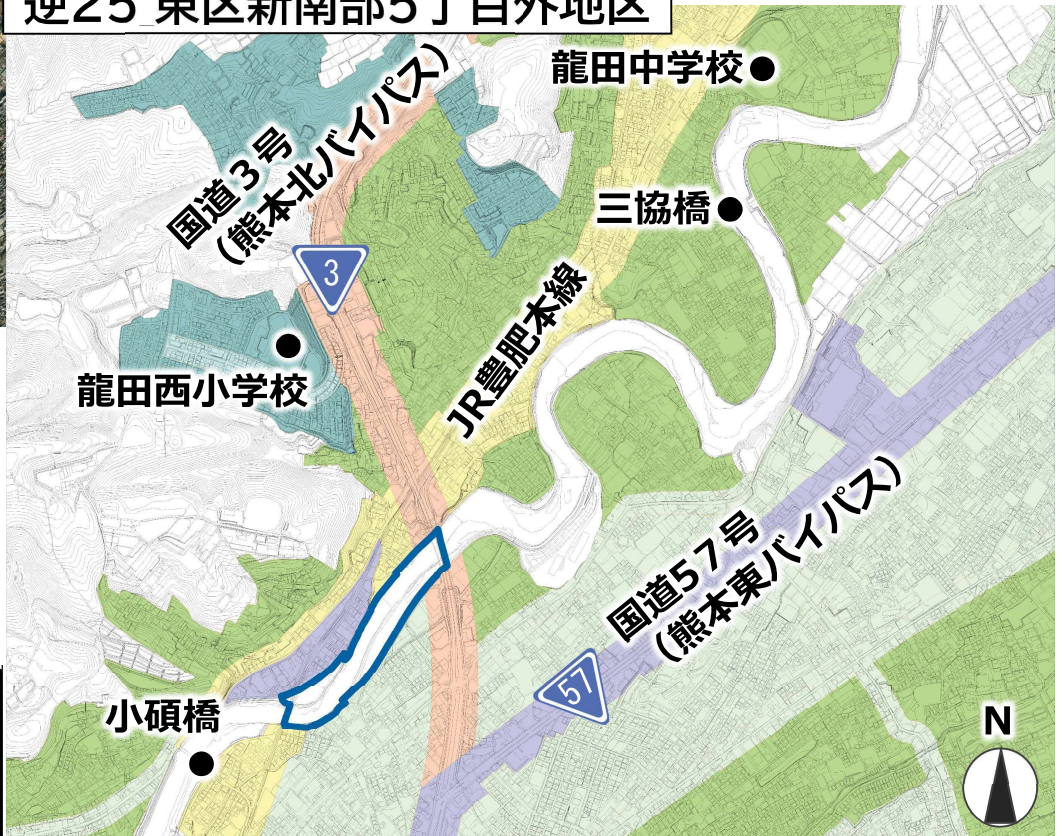 逆25_東区新南部5丁目外地区
龍田中学校
国道3号
(熊本北バイパス)
三協橋
3
JR豊肥本線
龍田西小学校
国道57号
(熊本東バイパス)
57
小碩橋
N